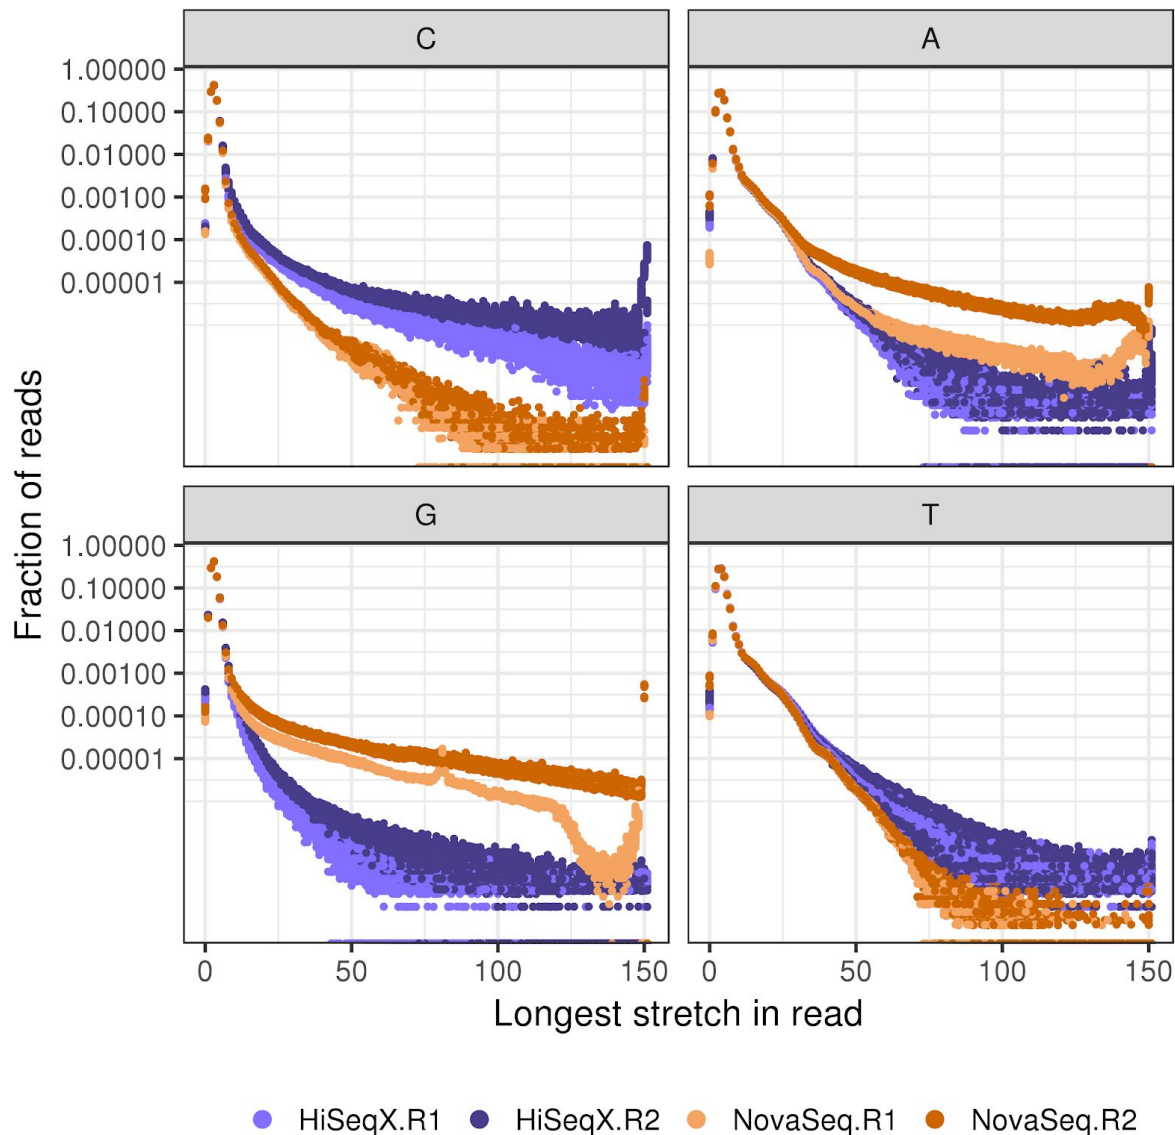 C
A
1.00000
0.10000
0.01000
0.00100
0.00010
0.00001
G
T
1.00000
0.10000
0.01000
0.00100
0.00010
0.00001
Fraction of reads
0 50 100 150 0 50 100 150
Longest stretch in read
HiSeqX.R1 HiSeqX.R2 NovaSeq.R1 NovaSeq.R2